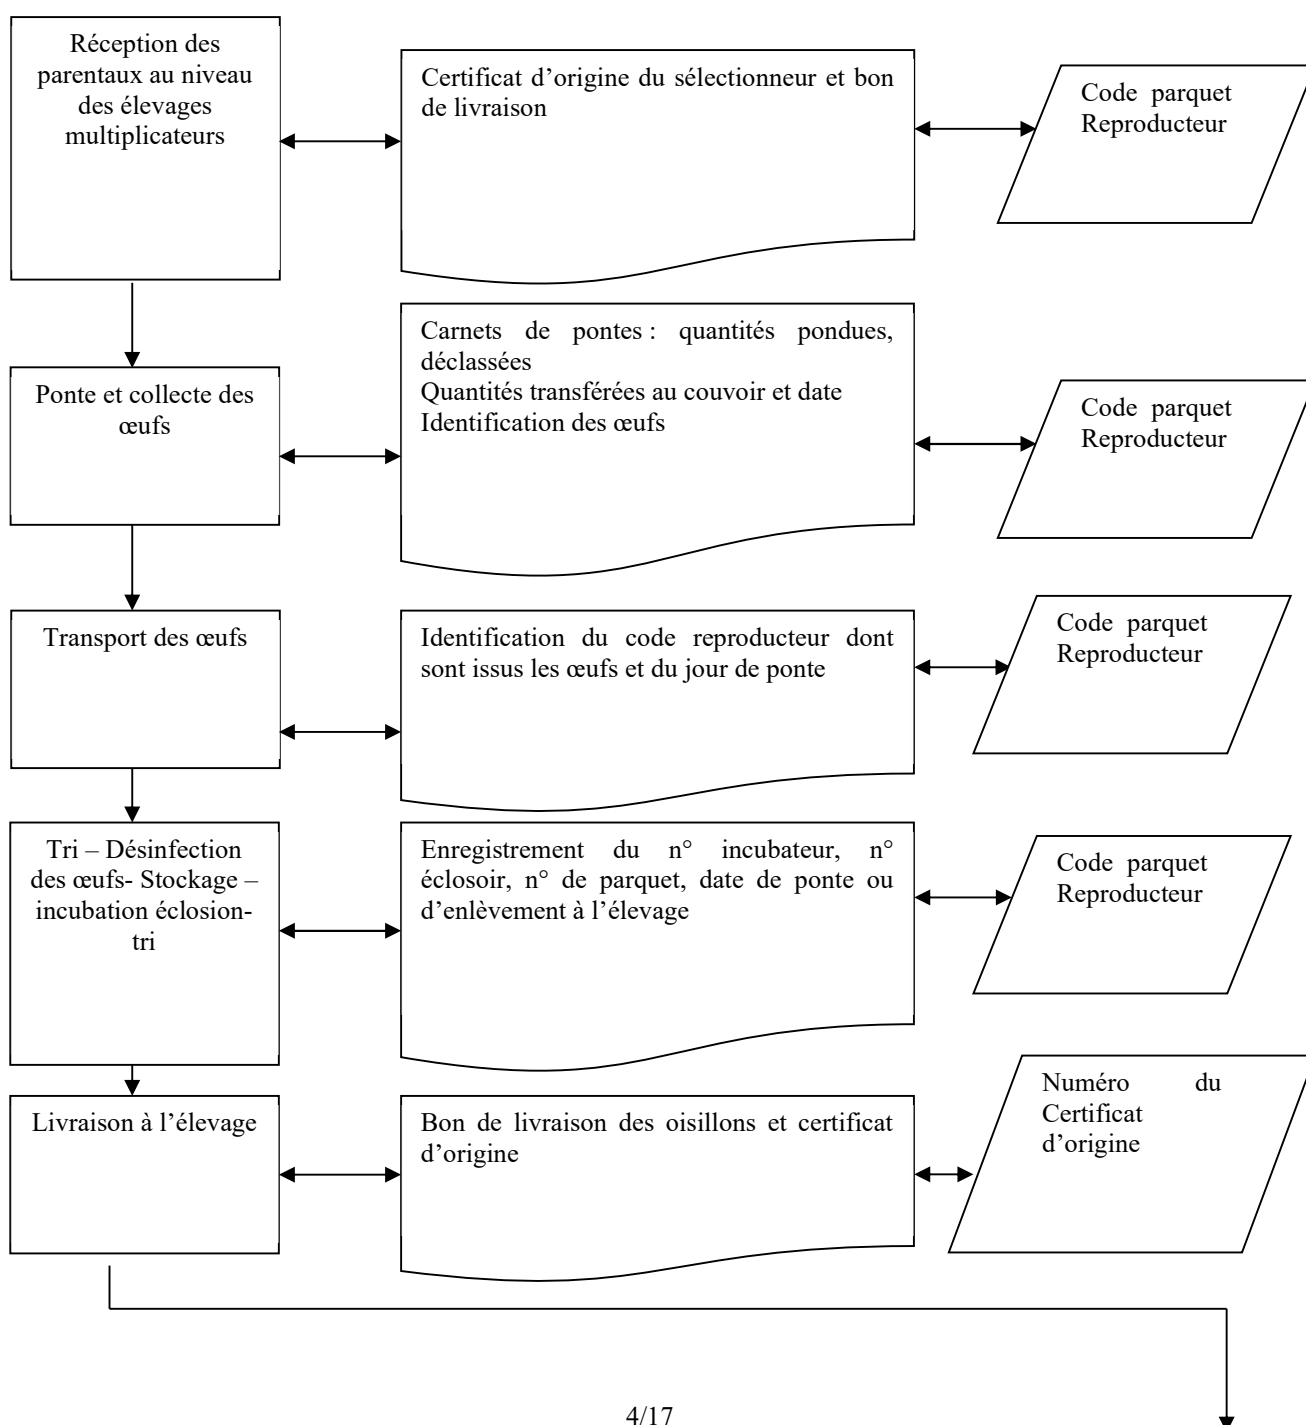 Réception des
parentaux au niveau
des élevages
multiplicateurs
Certificat d’origine du sélectionneur et bon
de livraison
Code parquet
Reproducteur
Ponte et collecte des
œufs
Carnets de pontes : quantités pondues,
déclassées
Quantités transférées au couvoir et date
Identification des œufs
Code parquet
Reproducteur
Transport des œufs
Identification du code reproducteur dont
sont issus les œufs et du jour de ponte
Code parquet
Reproducteur
Tri – Désinfection
des œufs- Stockage –
incubation éclosion-
tri
Enregistrement du n° incubateur, n°
éclosoir, n° de parquet, date de ponte ou
d’enlèvement à l’élevage
Code parquet
Reproducteur
Livraison à l’élevage
Bon de livraison des oisillons et certificat
d’origine
Numéro du
Certificat
d’origine
4/17